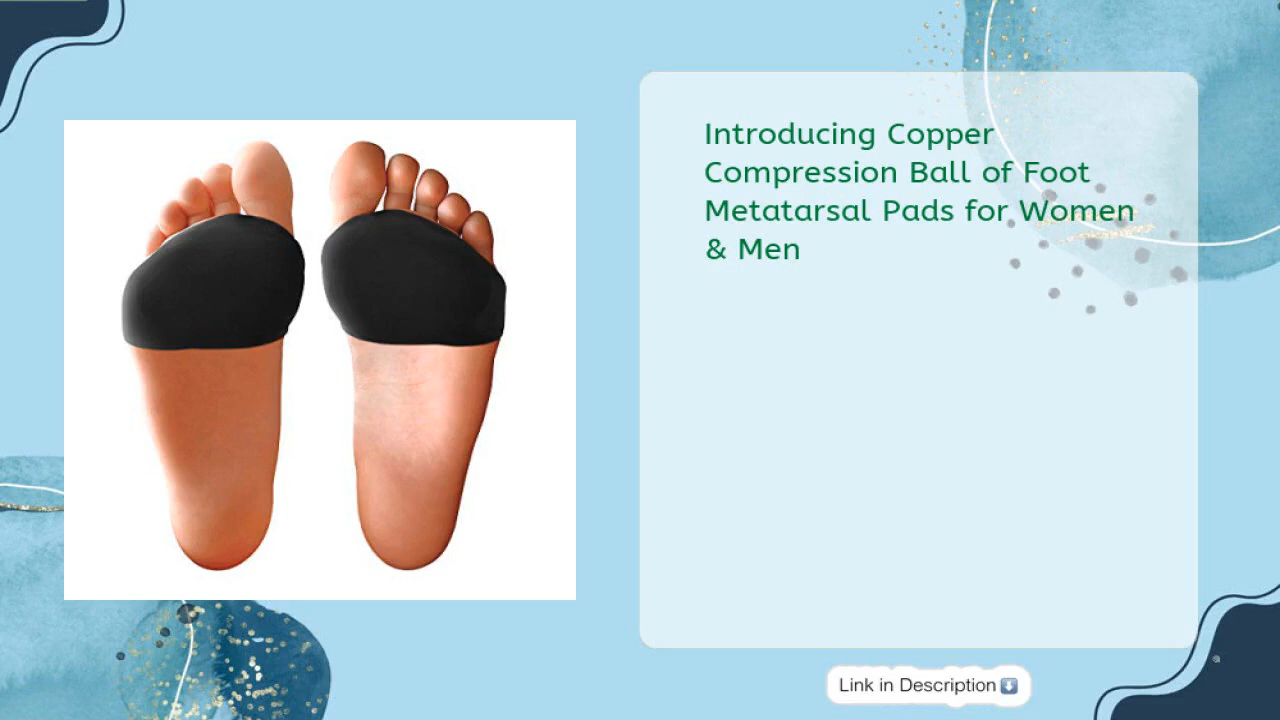 Introducing Copper
Compression Ball of Foot
Metatarsal Pads for Women
& Men
Link in Description ⬇️